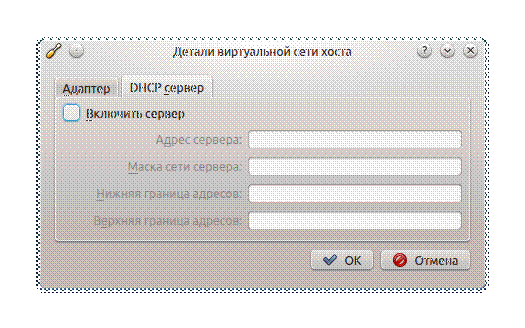 Детали виртуальной сети хоста
Адаптер
DHCP сервер
Включить сервер
Адрес сервера:
Маска сети сервера:
Нижняя граница адресов:
Верхняя граница адресов:
OK
Отмена